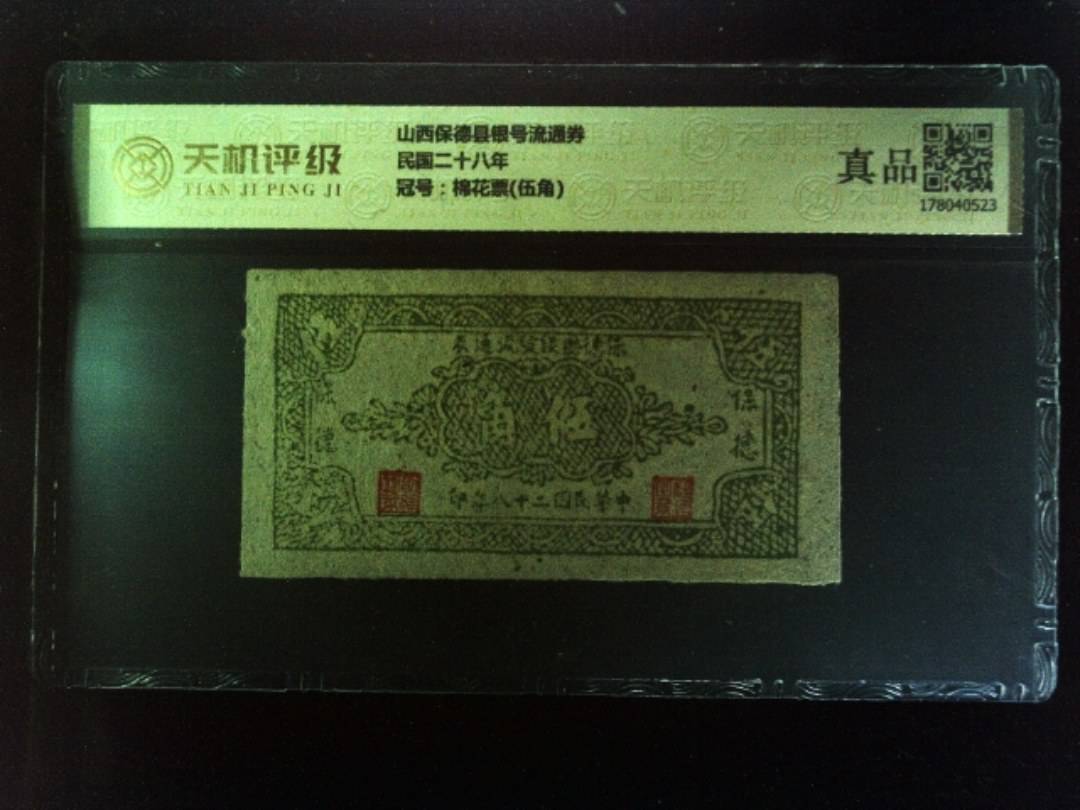 天机评级
TIAN JI PING JI
山西保德县银号流通券
民国二十八年
冠号：棉花票(伍角)
真品
178040523
伍角
保德
中華民国二十八年印